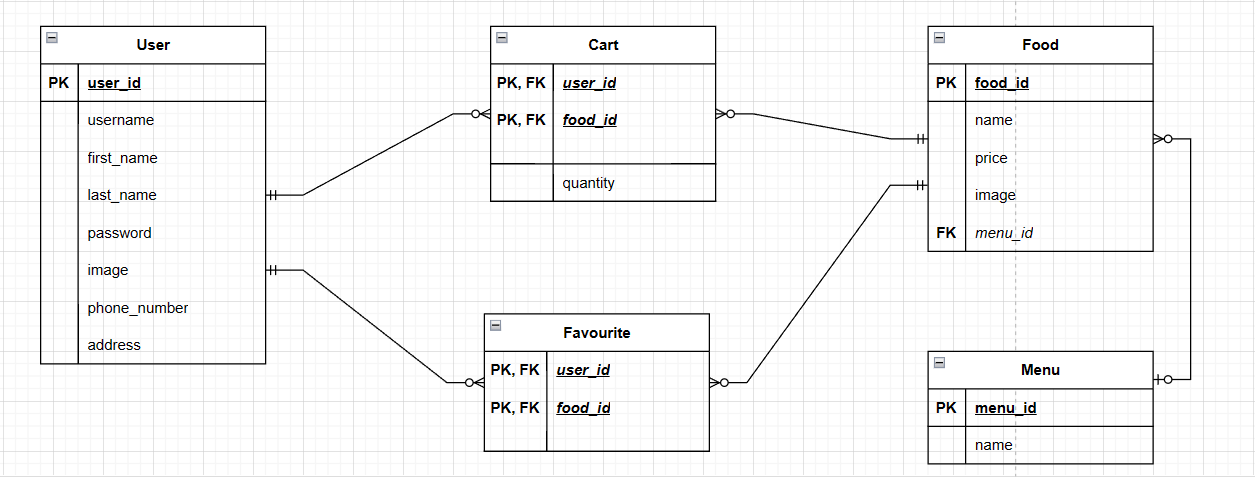 User
PK user_id
username
first_name
last_name
password
image
phone_number
address
Cart
PK, FK user_id
PK, FK food_id
quantity
Favourite
PK, FK user_id
PK, FK food_id
Food
PK food_id
name
price
image
FK menu_id
Menu
PK menu_id
name